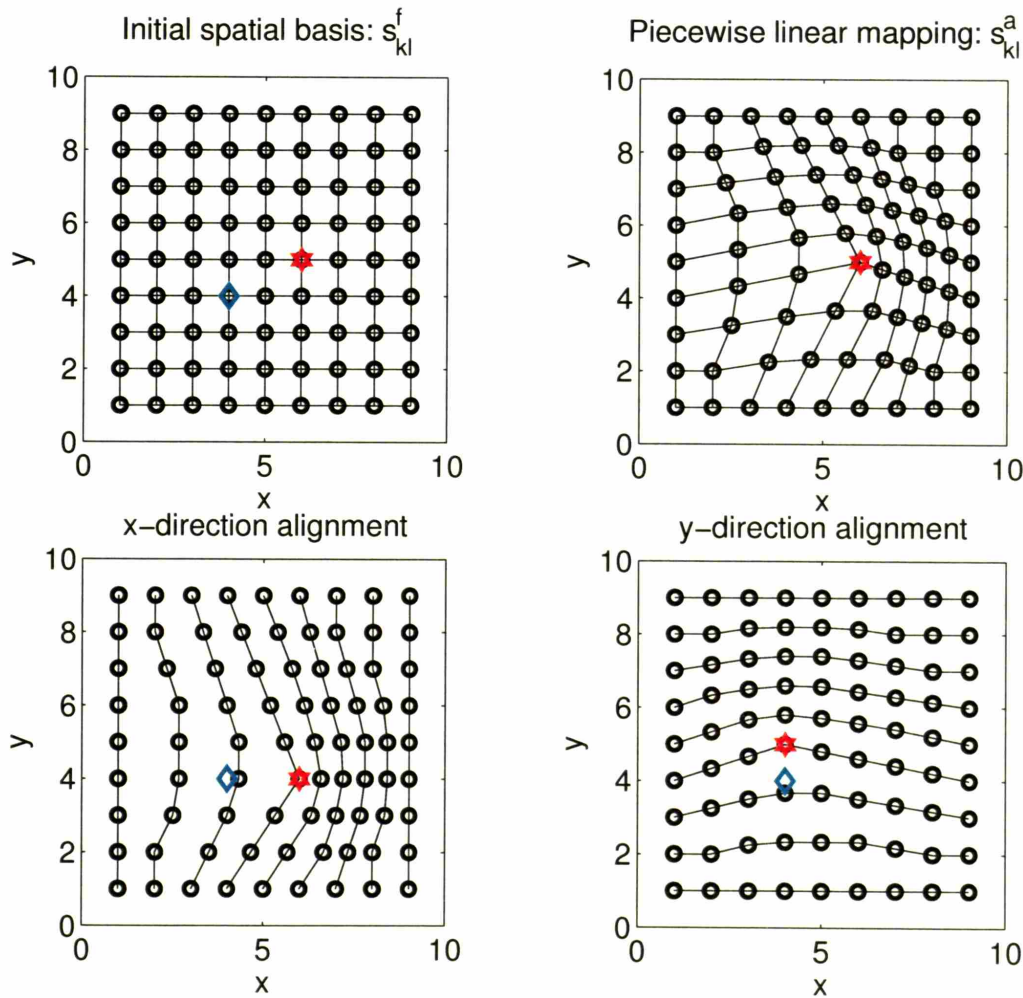 Initial spatial basis: s_kl^f
10
8
6
4
2
0
y
0 5 10
x
Piecewise linear mapping: s_kl^a
10
8
6
4
2
0
y
0 5 10
x
x−direction alignment
10
8
6
4
2
0
y
0 5 10
x
y−direction alignment
10
8
6
4
2
0
y
0 5 10
x